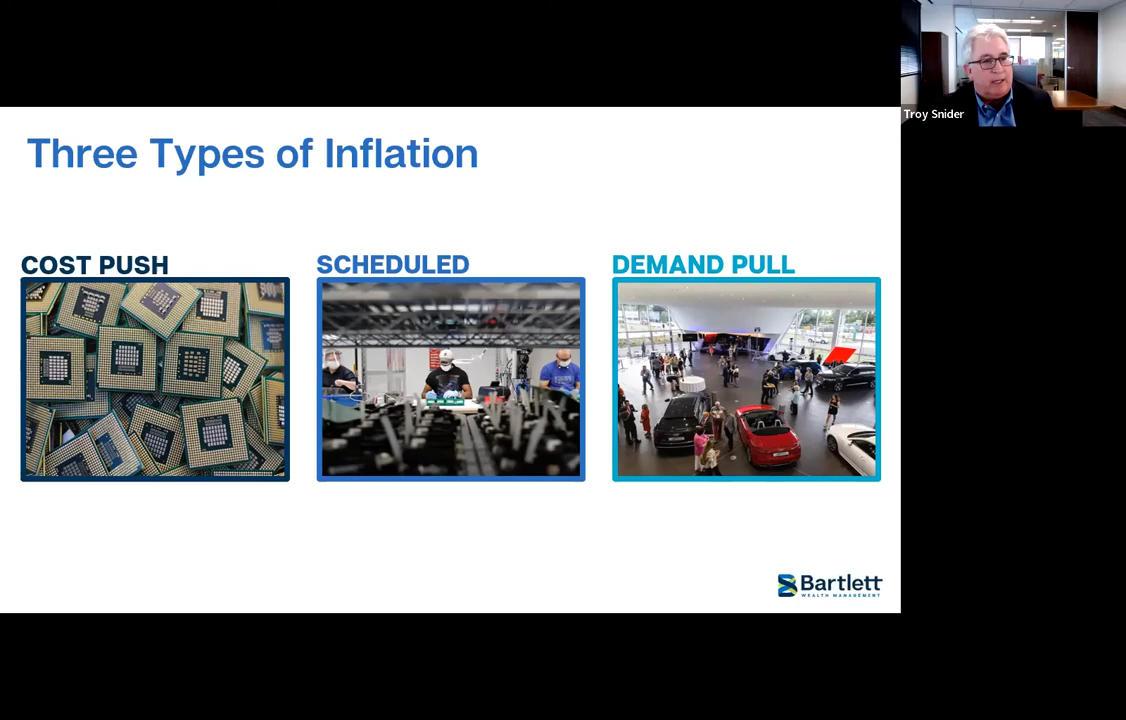 Troy Snider
Three Types of Inflation
COST PUSH
SCHEDULED
DEMAND PULL
Bartlett
WEALTH MANAGEMENT